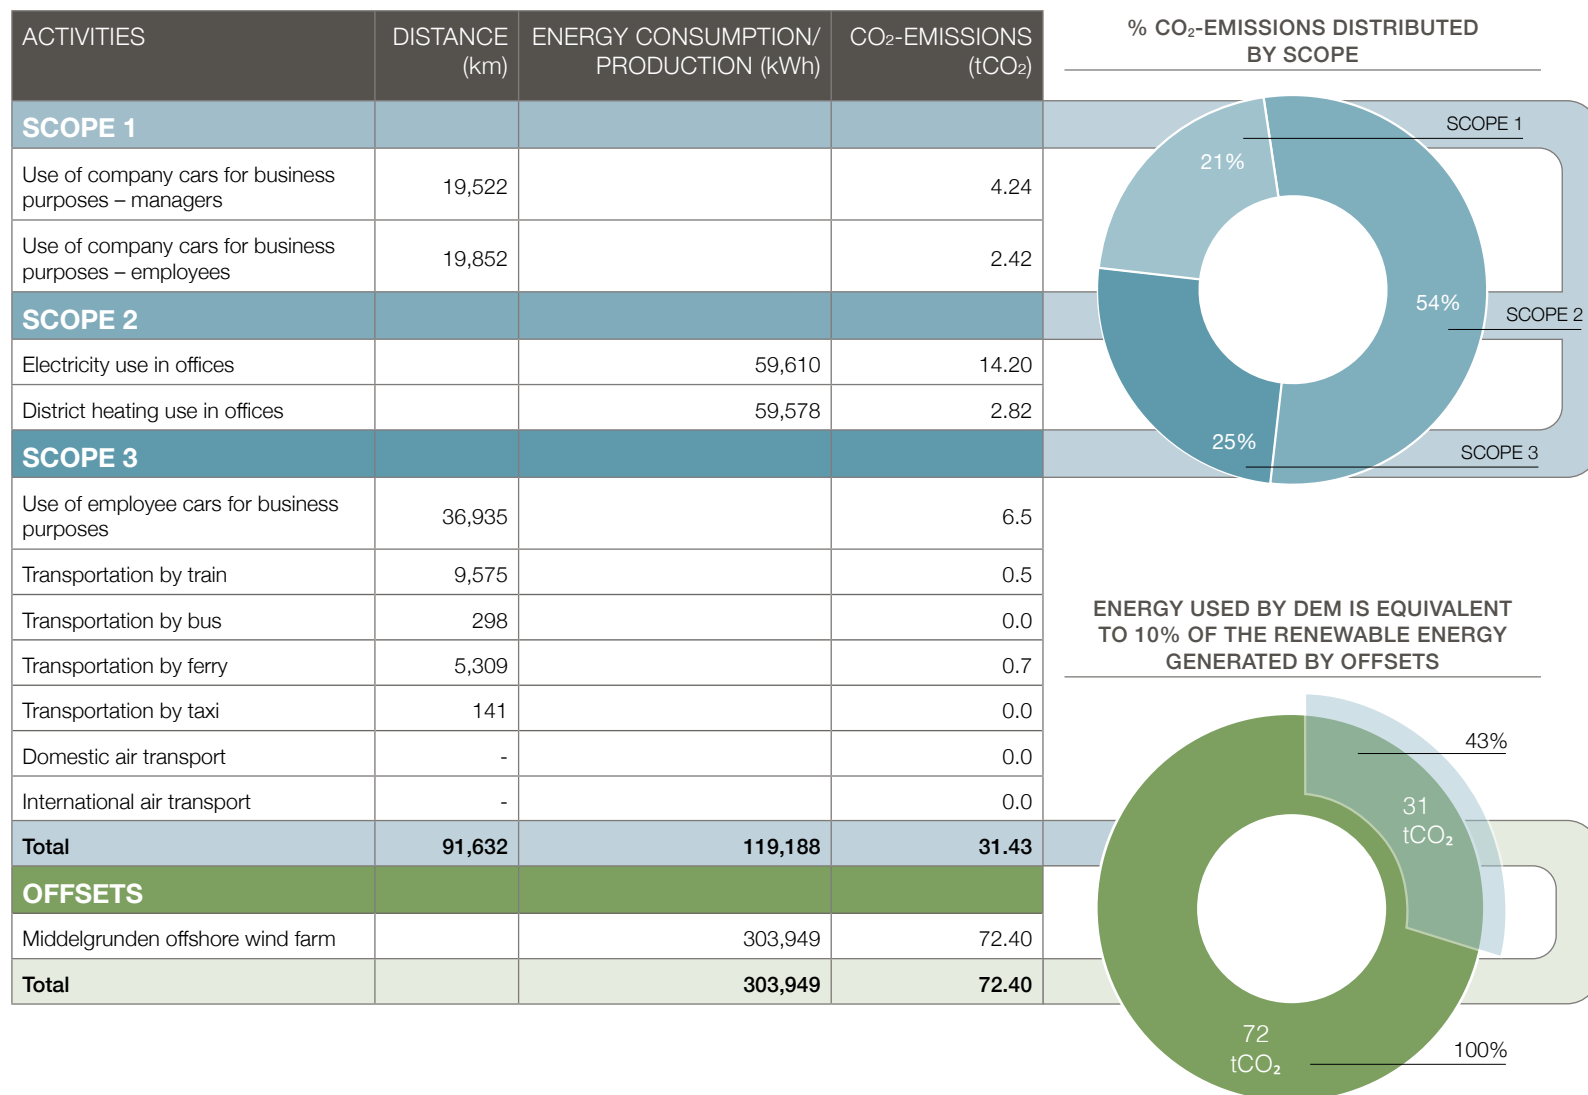 ACTIVITIES
DISTANCE
(km)
ENERGY CONSUMPTION/
PRODUCTION (kWh)
CO₂-EMISSIONS
(tCO₂)
SCOPE 1
Use of company cars for business
purposes – managers
19,522
4.24
Use of company cars for business
purposes – employees
19,852
2.42
SCOPE 2
Electricity use in offices
59,610
14.20
District heating use in offices
59,578
2.82
SCOPE 3
Use of employee cars for business
purposes
36,935
6.5
Transportation by train
9,575
0.5
Transportation by bus
298
0.0
Transportation by ferry
5,309
0.7
Transportation by taxi
141
0.0
Domestic air transport
-
0.0
International air transport
-
0.0
Total
91,632
119,188
31.43
OFFSETS
Middelgrunden offshore wind farm
303,949
72.40
Total
303,949
72.40
% CO₂-EMISSIONS DISTRIBUTED
BY SCOPE
SCOPE 1
21%
54%
SCOPE 2
25%
SCOPE 3
ENERGY USED BY DEM IS EQUIVALENT
TO 10% OF THE RENEWABLE ENERGY
GENERATED BY OFFSETS
43%
31
tCO₂
72
tCO₂
100%